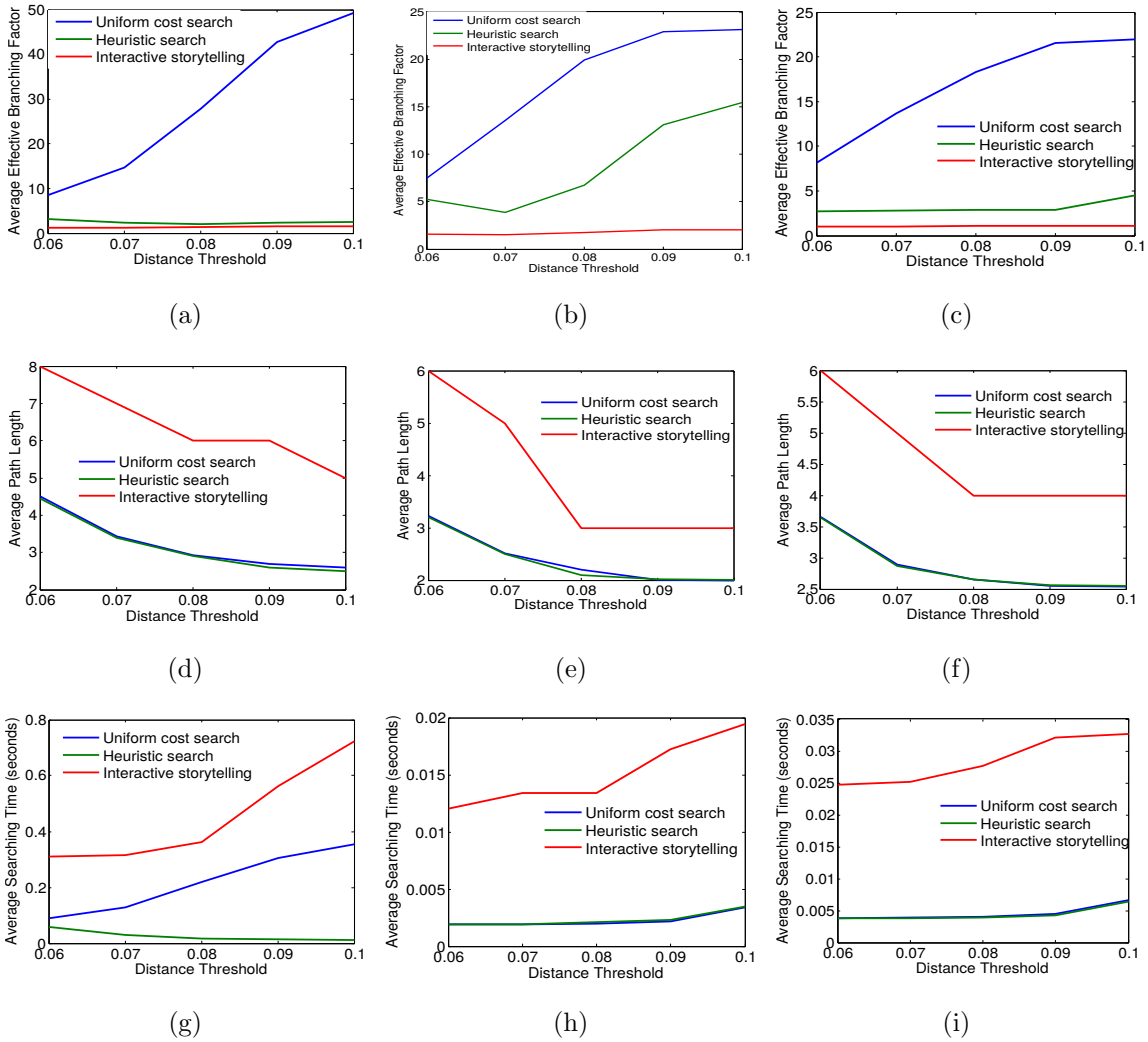 Average Effective Branching Factor
50
40
30
20
10
0
Uniform cost search
Heuristic search
Interactive storytelling
0.06 0.07 0.08 0.09 0.1
Distance Threshold
(a)
Average Effective Branching Factor
25
20
15
10
5
0
Uniform cost search
Heuristic search
Interactive storytelling
0.06 0.07 0.08 0.09 0.1
Distance Threshold
(b)
Average Effective Branching Factor
25
20
15
10
5
0
Uniform cost search
Heuristic search
Interactive storytelling
0.06 0.07 0.08 0.09 0.1
Distance Threshold
(c)
Average Path Length
8
7
6
5
4
3
2
Uniform cost search
Heuristic search
Interactive storytelling
0.06 0.07 0.08 0.09 0.1
Distance Threshold
(d)
Average Path Length
6
5
4
3
2
Uniform cost search
Heuristic search
Interactive storytelling
0.06 0.07 0.08 0.09 0.1
Distance Threshold
(e)
Average Path Length
6
5.5
5
4.5
4
3.5
3
2.5
Uniform cost search
Heuristic search
Interactive storytelling
0.06 0.07 0.08 0.09 0.1
Distance Threshold
(f)
Average Searching Time (seconds)
0.8
0.6
0.4
0.2
0
Uniform cost search
Heuristic search
Interactive storytelling
0.06 0.07 0.08 0.09 0.1
Distance Threshold
(g)
Average Searching Time (seconds)
0.02
0.015
0.01
0.005
0
Uniform cost search
Heuristic search
Interactive storytelling
0.06 0.07 0.08 0.09 0.1
Distance Threshold
(h)
Average Searching Time (seconds)
0.035
0.03
0.025
0.02
0.015
0.01
0.005
0
Uniform cost search
Heuristic search
Interactive storytelling
0.06 0.07 0.08 0.09 0.1
Distance Threshold
(i)